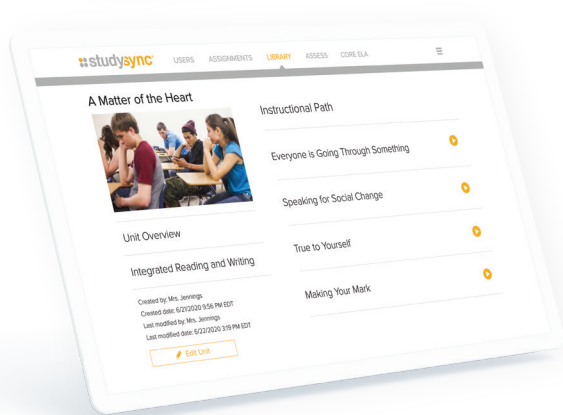 studysync
USERS ASSIGNMENTS LIBRARY ASSESS CORE ELA
A Matter of the Heart
Unit Overview
Integrated Reading and Writing
Created by: Mrs. Jennings
Created date: 6/21/2020 9:56 PM EDT
Last modified by: Mrs. Jennings
Last modified date: 6/22/2020 3:19 PM EDT
Edit Unit
Instructional Path
Everyone is Going Through Something
Speaking for Social Change
True to Yourself
Making Your Mark